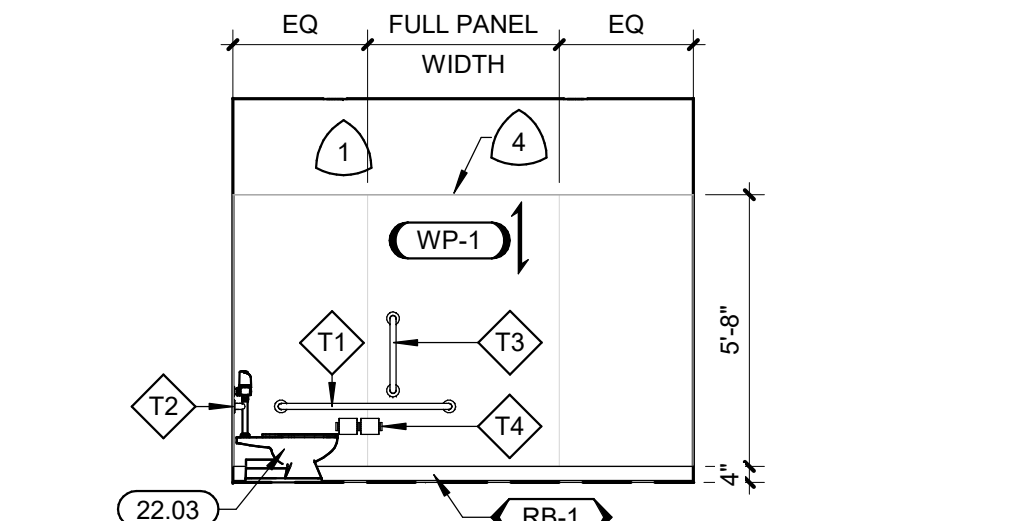 EQ
FULL PANEL
WIDTH
EQ
1
4
WP-1
5'-8"
T1
T3
T2
T4
4"
22.03
RB-1